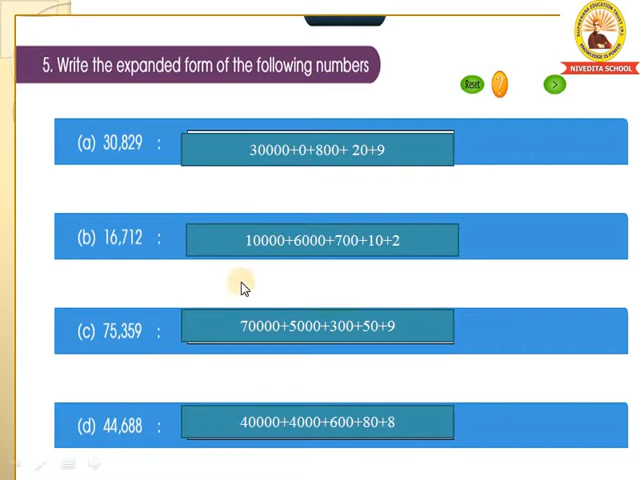 NIVEDITA SCHOOL
5. Write the expanded form of the following numbers
Reset ? >
(a) 30,829 : 30000+0+800+ 20+9
(b) 16,712 : 10000+6000+700+10+2
(c) 75,359 : 70000+5000+300+50+9
(d) 44,688 : 40000+4000+600+80+8